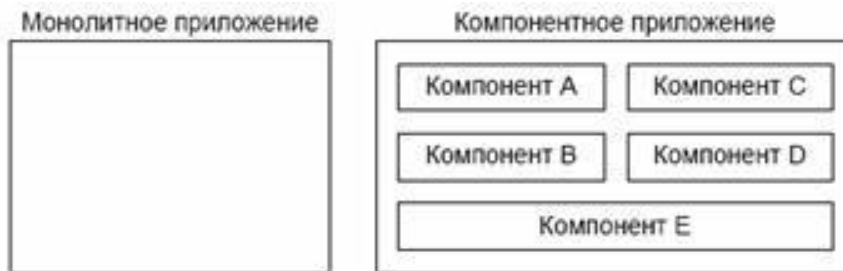 Монолитное приложение
Компонентное приложение
Компонент A
Компонент C
Компонент B
Компонент D
Компонент E